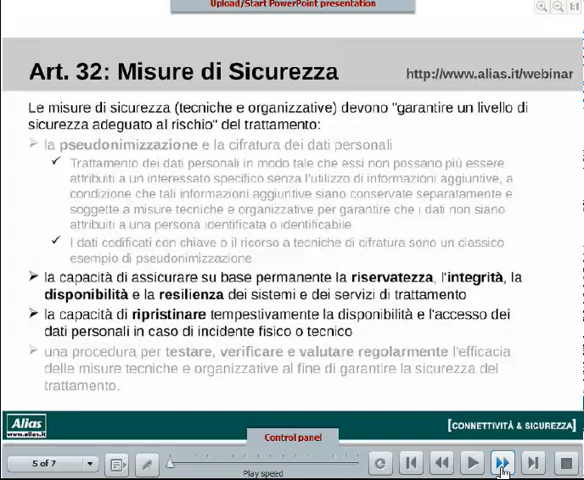 Upload/Start PowerPoint presentation
1:1
Art. 32: Misure di Sicurezza
http://www.alias.it/webinar
Le misure di sicurezza (tecniche e organizzative) devono "garantire un livello di
sicurezza adeguato al rischio" del trattamento:
la pseudonimizzazione e la cifratura dei dati personali
Trattamento dei dati personali in modo tale che essi non possano più essere
attribuiti a un interessato specifico senza l'utilizzo di informazioni aggiuntive, a
condizione che tali informazioni aggiuntive siano conservate separatamente e
soggette a misure tecniche e organizzative per garantire che i dati non siano
attribuiti a una persona identificata o identificabile
I dati codificati con chiave o il ricorso a tecniche di cifratura sono un classico
esempio di pseudonimizzazione
la capacità di assicurare su base permanente la riservatezza, l'integrità, la
disponibilità e la resilienza dei sistemi e dei servizi di trattamento
la capacità di ripristinare tempestivamente la disponibilità e l'accesso dei
dati personali in caso di incidente fisico o tecnico
una procedura per testare, verificare e valutare regolarmente l'efficacia
delle misure tecniche e organizzative al fine di garantire la sicurezza del
trattamento.
Alias
www.alias.it
[CONNETTIVITÀ & SICUREZZA]
Control panel
5 of 7
Play speed